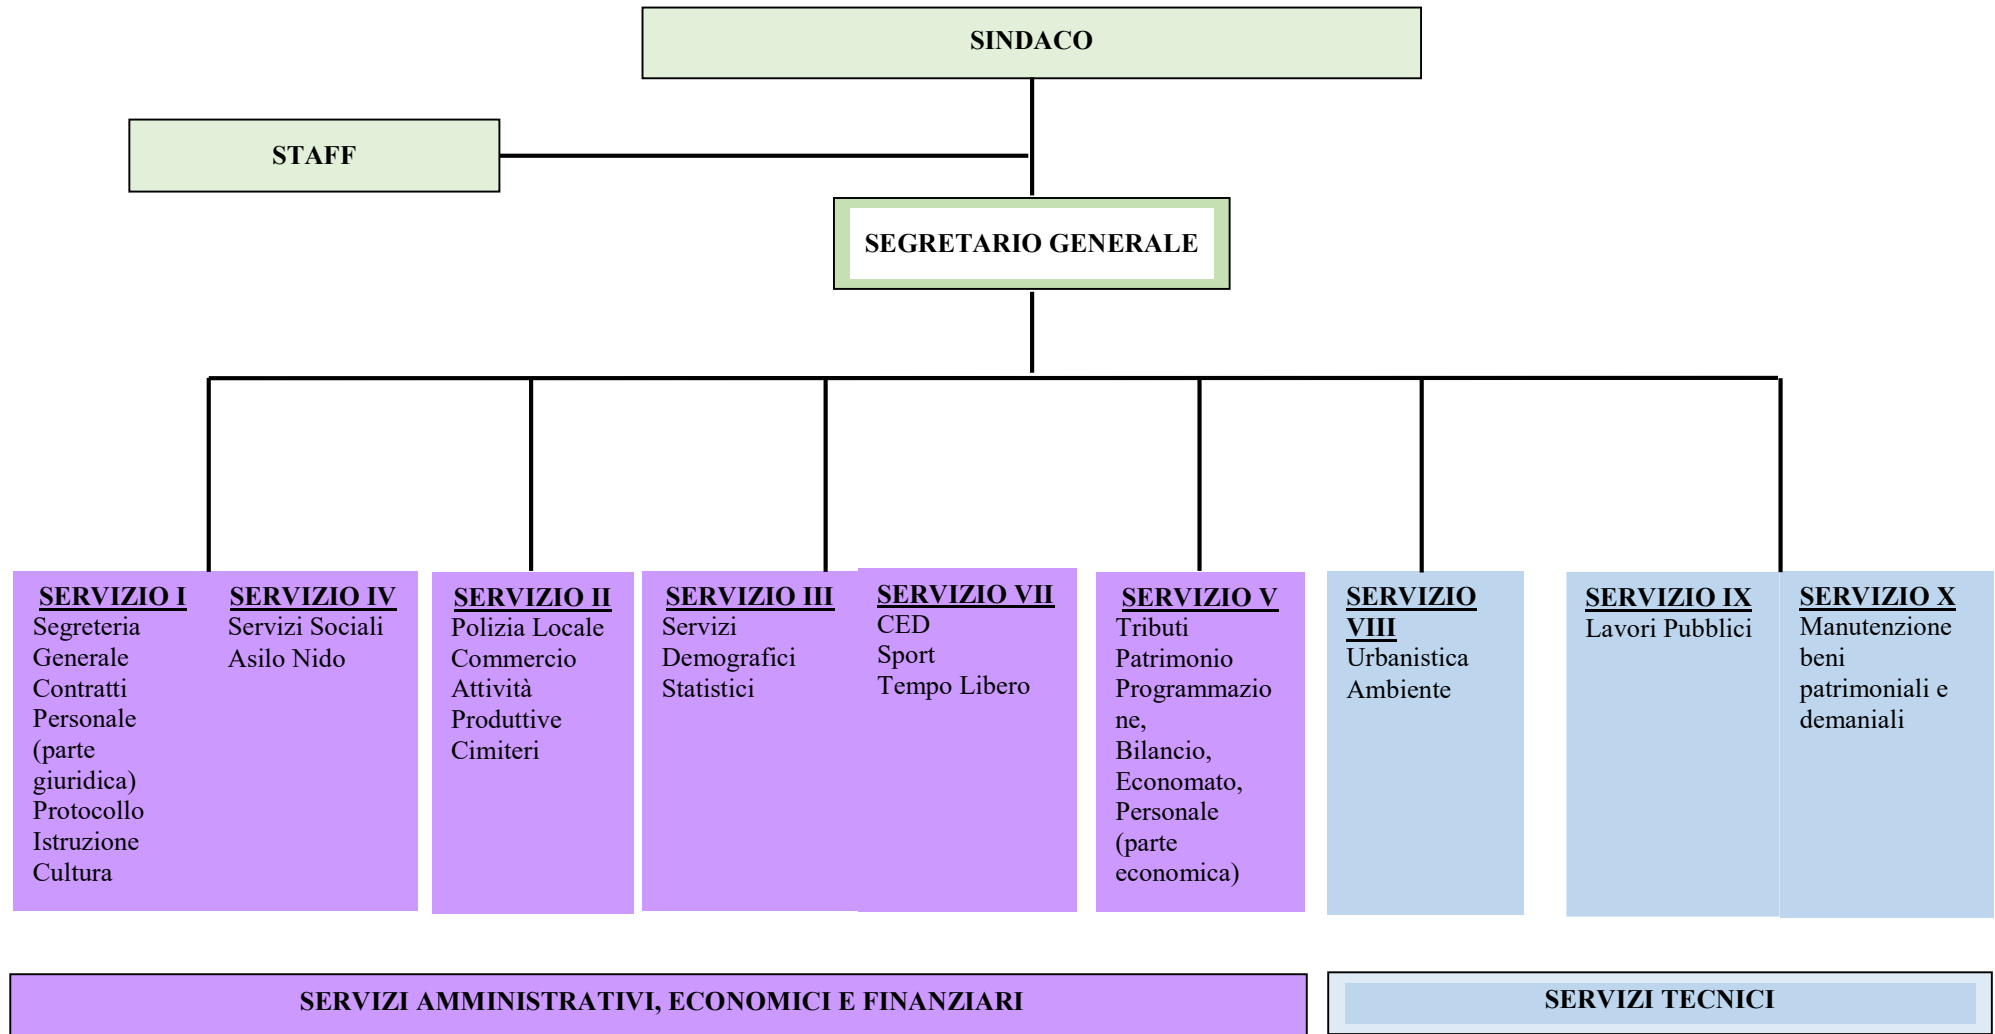 SINDACO
STAFF
SEGRETARIO GENERALE
SERVIZIO I
Segreteria
Generale
Contratti
Personale
(parte
giuridica)
Protocollo
Istruzione
Cultura
SERVIZIO IV
Servizi Sociali
Asilo Nido
SERVIZIO II
Polizia Locale
Commercio
Attività
Produttive
Cimiteri
SERVIZIO III
Servizi
Demografici
Statistici
SERVIZIO VII
CED
Sport
Tempo Libero
SERVIZIO V
Tributi
Patrimonio
Programmazio
ne,
Bilancio,
Economato,
Personale
(parte
economica)
SERVIZIO
VIII
Urbanistica
Ambiente
SERVIZIO IX
Lavori Pubblici
SERVIZIO X
Manutenzione
beni
patrimoniali e
demaniali
SERVIZI AMMINISTRATIVI, ECONOMICI E FINANZIARI
SERVIZI TECNICI